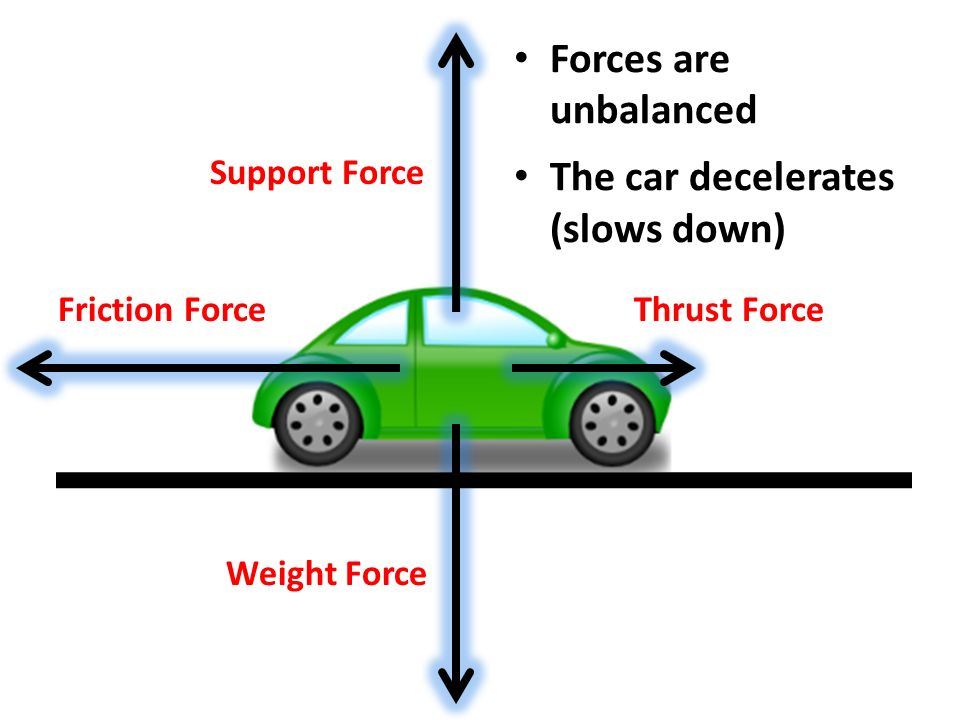 • Forces are
unbalanced
• The car decelerates
(slows down)
Support Force
Friction Force
Thrust Force
Weight Force